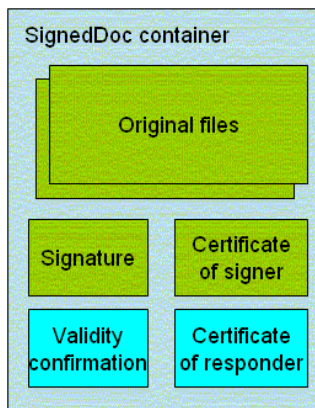 SignedDoc container
Original files
Signature
Certificate
of signer
Validity
confirmation
Certificate
of responder